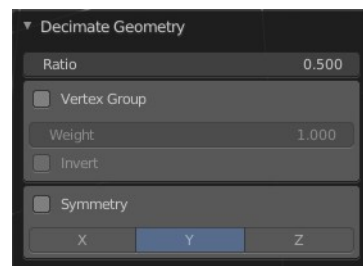 Decimate Geometry
Ratio 0.500
Vertex Group
Weight 1.000
Invert
Symmetry
X Y Z